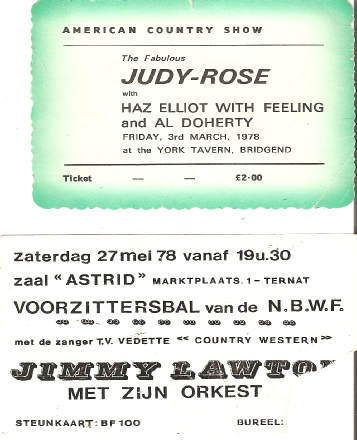 AMERICAN COUNTRY SHOW
The Fabulous
JUDY-ROSE
with
HAZ ELLIOT WITH FEELING
and AL DOHERTY
FRIDAY, 3rd MARCH, 1978
at the YORK TAVERN, BRIDGEND
Ticket — — £2·00
zaterdag 27 mei 78 vanaf 19u.30
zaal "ASTRID" MARKTPLAATS. 1 – TERNAT
VOORZITTERSBAL van de N.B.W.F.
met de zanger T.V. VEDETTE << COUNTRY WESTERN >>
JIMMY LAWTO
MET ZIJN ORKEST
STEUNKAART: BF 100 BUREEL: